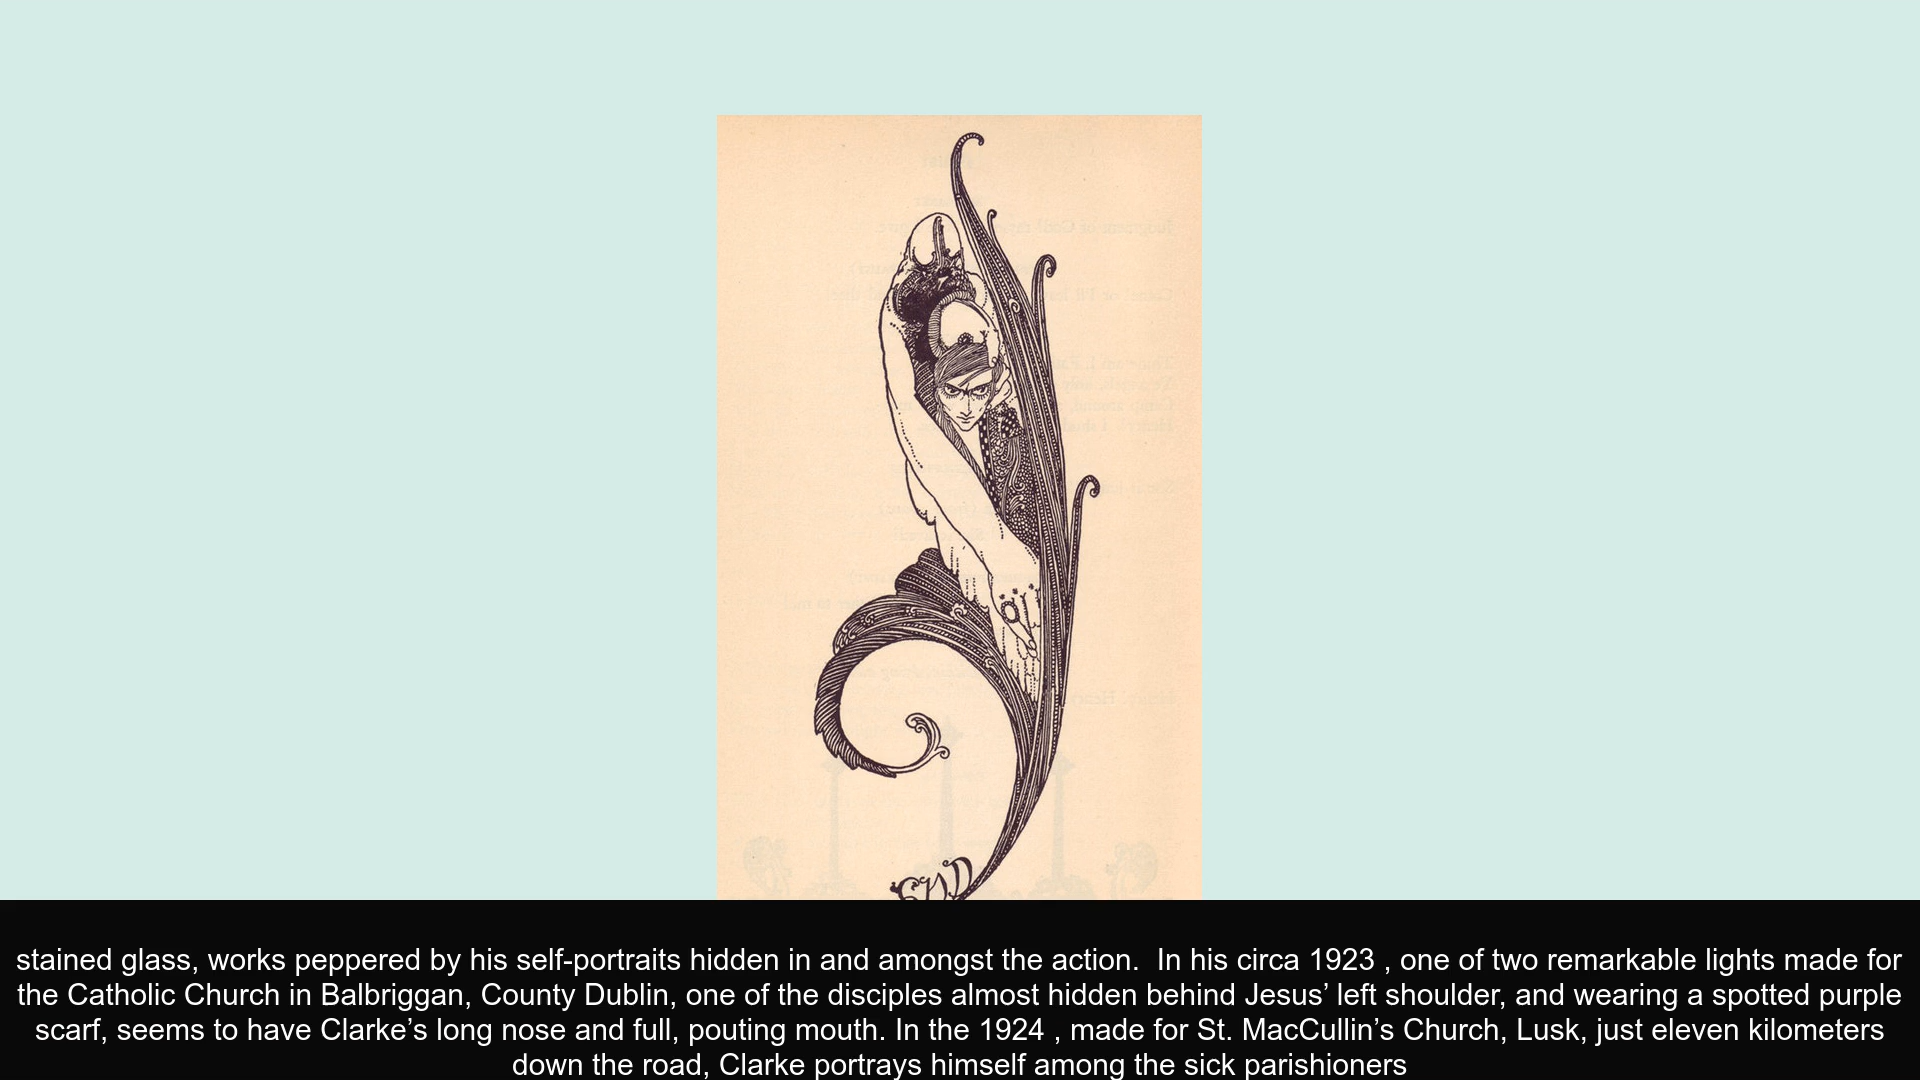 END
stained glass, works peppered by his self-portraits hidden in and amongst the action.  In his circa 1923 , one of two remarkable lights made for
the Catholic Church in Balbriggan, County Dublin, one of the disciples almost hidden behind Jesus’ left shoulder, and wearing a spotted purple
scarf, seems to have Clarke’s long nose and full, pouting mouth. In the 1924 , made for St. MacCullin’s Church, Lusk, just eleven kilometers
down the road, Clarke portrays himself among the sick parishioners